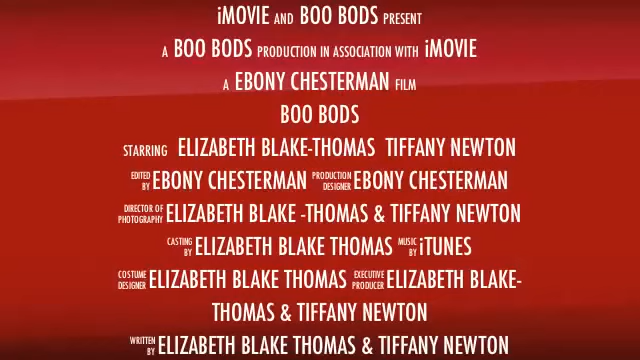 iMOVIE AND BOO BODS PRESENT
A BOO BODS PRODUCTION IN ASSOCIATION WITH iMOVIE
A EBONY CHESTERMAN FILM
BOO BODS
STARRING ELIZABETH BLAKE-THOMAS TIFFANY NEWTON
EDITED BY EBONY CHESTERMAN PRODUCTION DESIGNER EBONY CHESTERMAN
DIRECTOR OF PHOTOGRAPHY ELIZABETH BLAKE -THOMAS & TIFFANY NEWTON
CASTING BY ELIZABETH BLAKE THOMAS MUSIC BY iTUNES
COSTUME DESIGNER ELIZABETH BLAKE THOMAS EXECUTIVE PRODUCER ELIZABETH BLAKE-
THOMAS & TIFFANY NEWTON
WRITTEN BY ELIZABETH BLAKE THOMAS & TIFFANY NEWTON